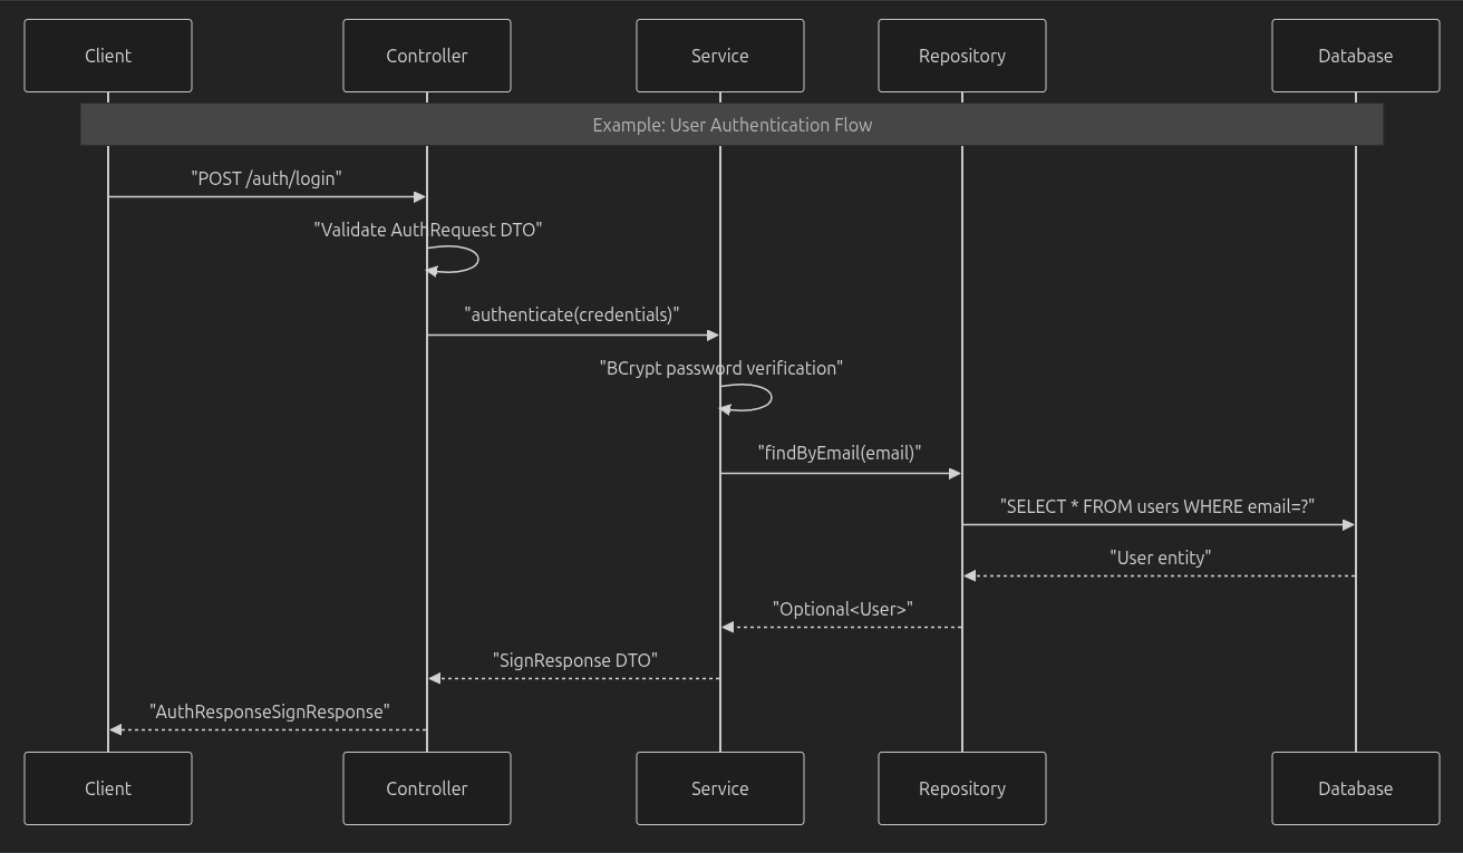 Client
Controller
Service
Repository
Database
Example: User Authentication Flow
"POST /auth/login"
"Validate AuthRequest DTO"
"authenticate(credentials)"
"BCrypt password verification"
"findByEmail(email)"
"SELECT * FROM users WHERE email=?"
"User entity"
"Optional<User>"
"SignResponse DTO"
"AuthResponseSignResponse"
Client
Controller
Service
Repository
Database